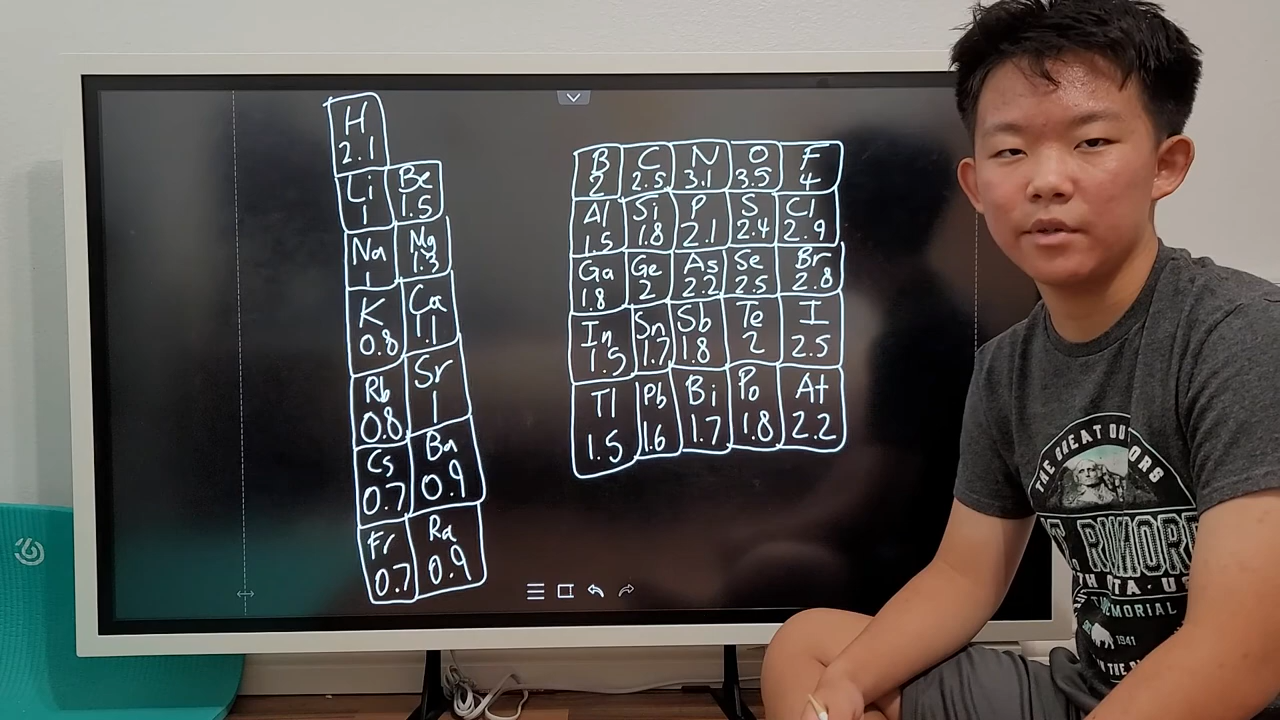 H
2.1
Li
1
Be
1.5
Na
1
Mg
1.3
K
0.8
Ca
1.1
Rb
0.8
Sr
1
Cs
0.7
Ba
0.9
Fr
0.7
Ra
0.9
B C N O F
2 2.5 3.1 3.5 4
Al Si P S Cl
1.5 1.8 2.1 2.4 2.9
Ga Ge As Se Br
1.8 2 2.2 2.5 2.8
In Sn Sb Te I
1.5 1.7 1.8 2 2.5
Tl Pb Bi Po At
1.5 1.6 1.7 1.8 2.2
THE GREAT OUTDOORS
1941